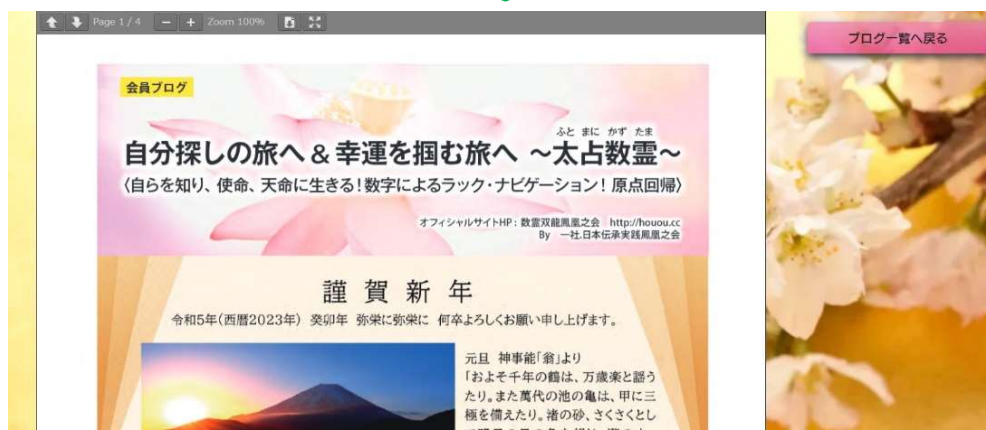 Page 1 / 4 − + Zoom 100%
ブログ一覧へ戻る
会員ブログ
ふと まに かず たま
自分探しの旅へ & 幸運を掴む旅へ ～太占数霊～
〈自らを知り、使命、天命に生きる！数字によるラック・ナビゲーション！原点回帰〉
オフィシャルサイトHP：数霊双龍鳳凰之会 http://houou.cc
By 一社.日本伝承実践鳳凰之会
謹 賀 新 年
令和5年(西暦2023年) 癸卯年 弥栄に弥栄に 何卒よろしくお願い申し上げます。
元旦 神事能「翁」より
「およそ千年の鶴は、万歳楽と謡う
たり。また萬代の池の亀は、甲に三
極を備えたり。渚の砂、さくさくとし